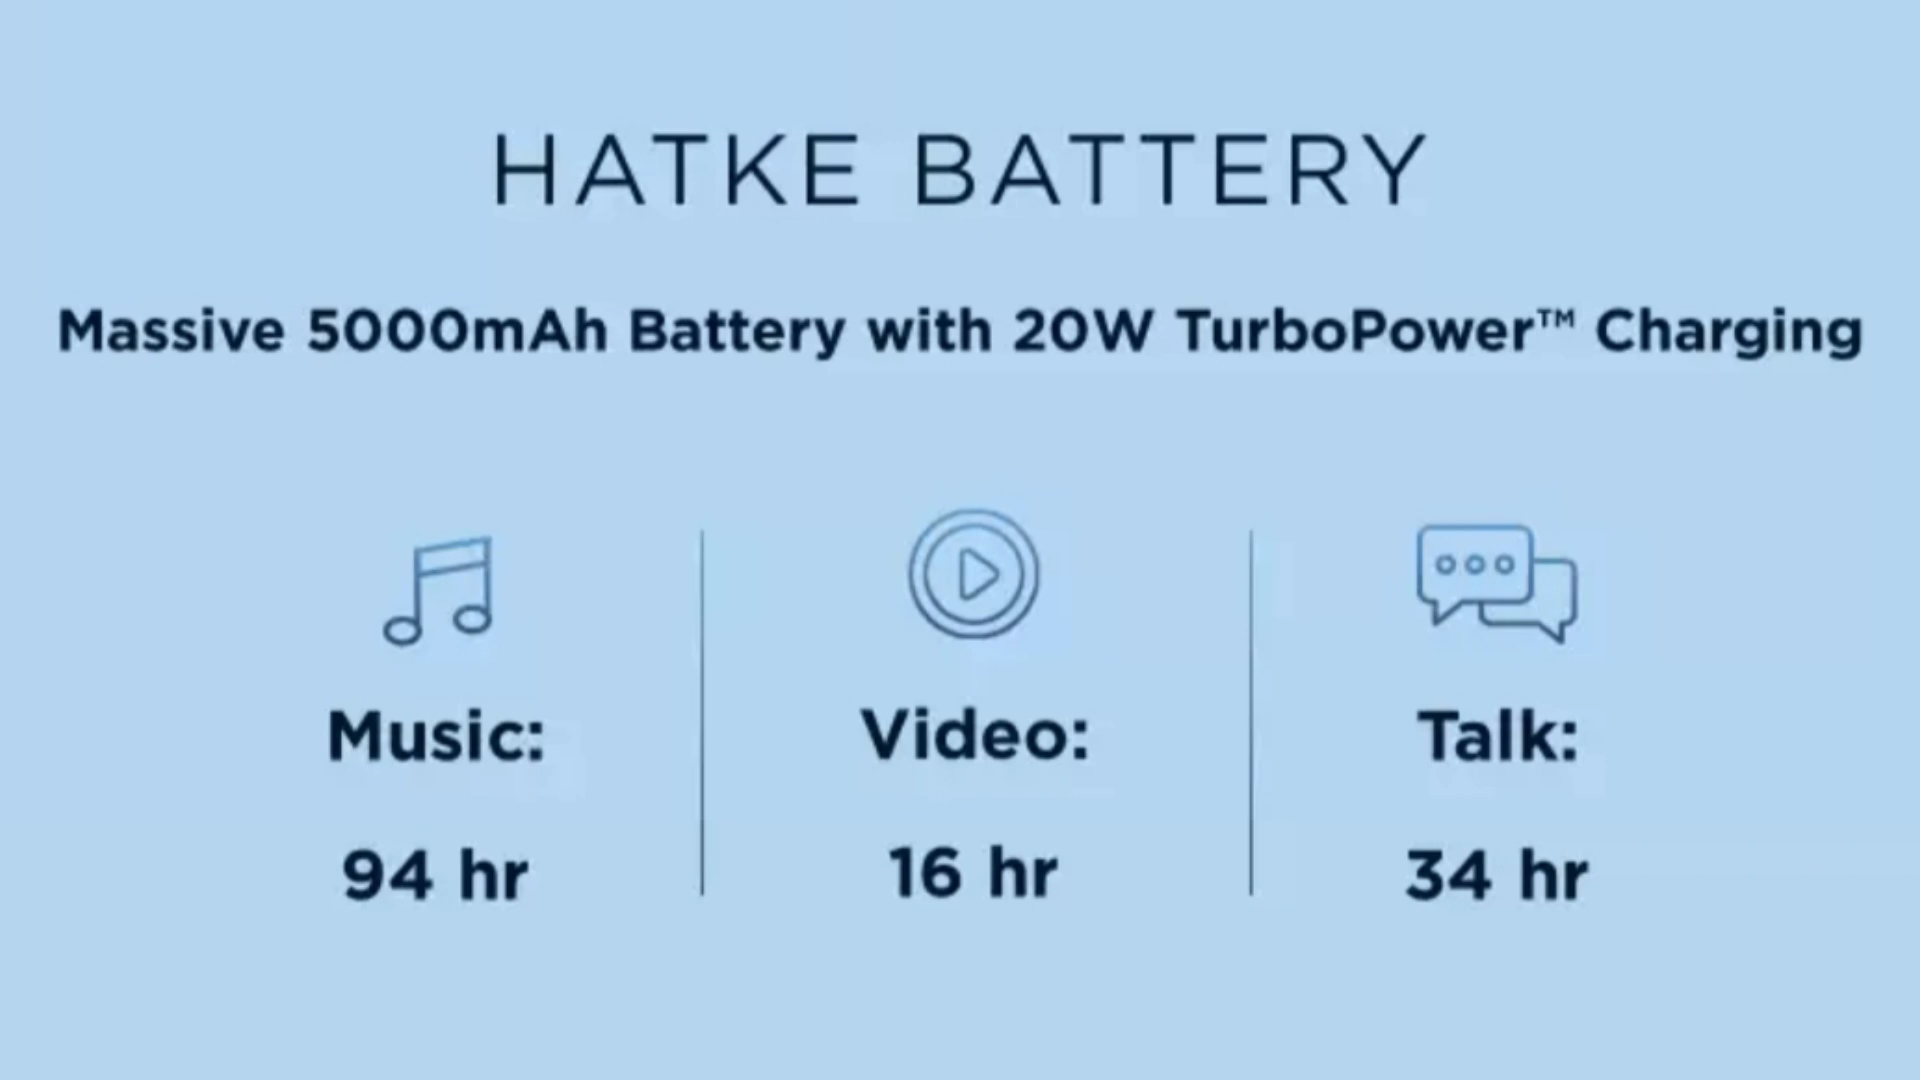 HATKE BATTERY
Massive 5000mAh Battery with 20W TurboPower™ Charging
Music:
94 hr
Video:
16 hr
Talk:
34 hr